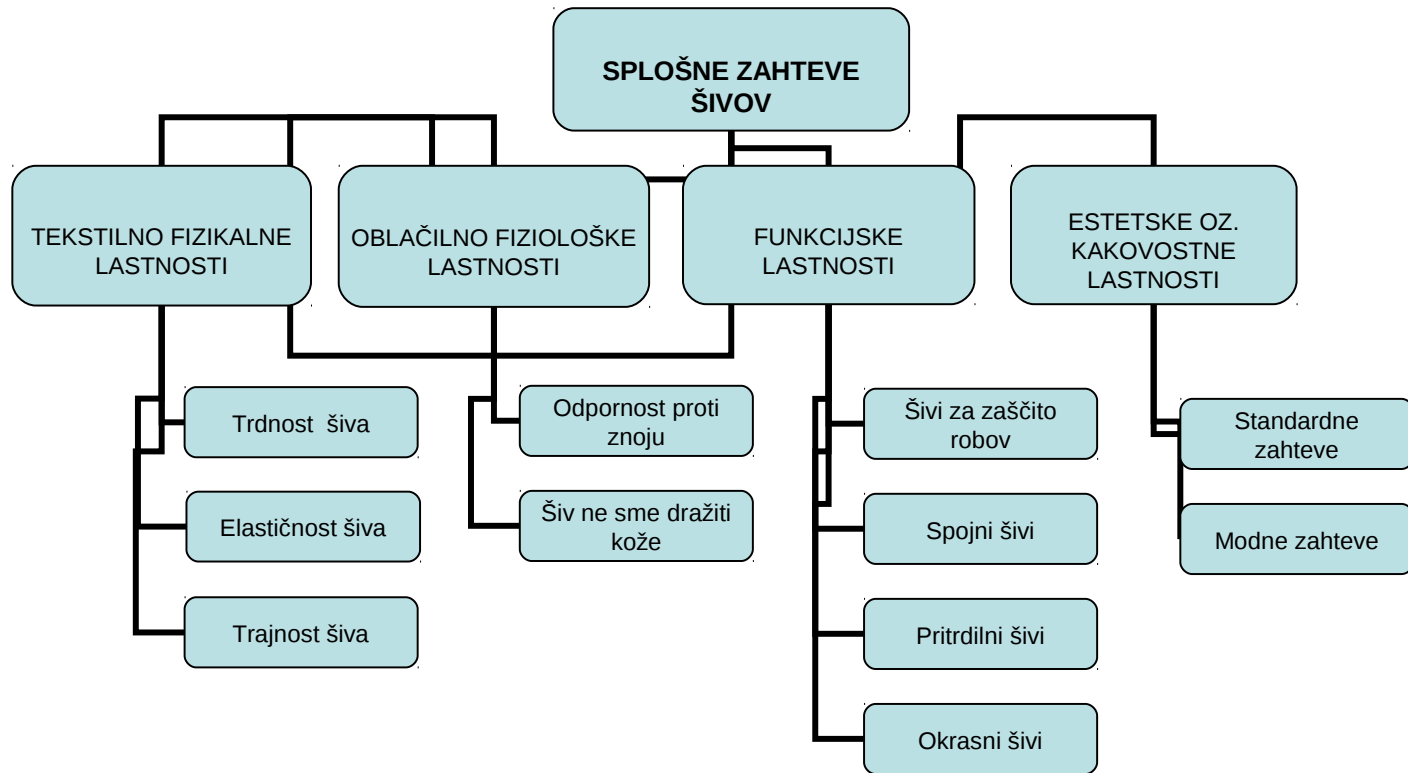 SPLOŠNE ZAHTEVE
ŠIVOV
TEKSTILNO FIZIKALNE
LASTNOSTI
OBLAČILNO FIZIOLOŠKE
LASTNOSTI
FUNKCIJSKE
LASTNOSTI
ESTETSKE OZ.
KAKOVOSTNE
LASTNOSTI
Trdnost šiva
Elastičnost šiva
Trajnost šiva
Odpornost proti
znoju
Šiv ne sme dražiti
kože
Šivi za zaščito
robov
Spojni šivi
Pritrdilni šivi
Okrasni šivi
Standardne
zahteve
Modne zahteve